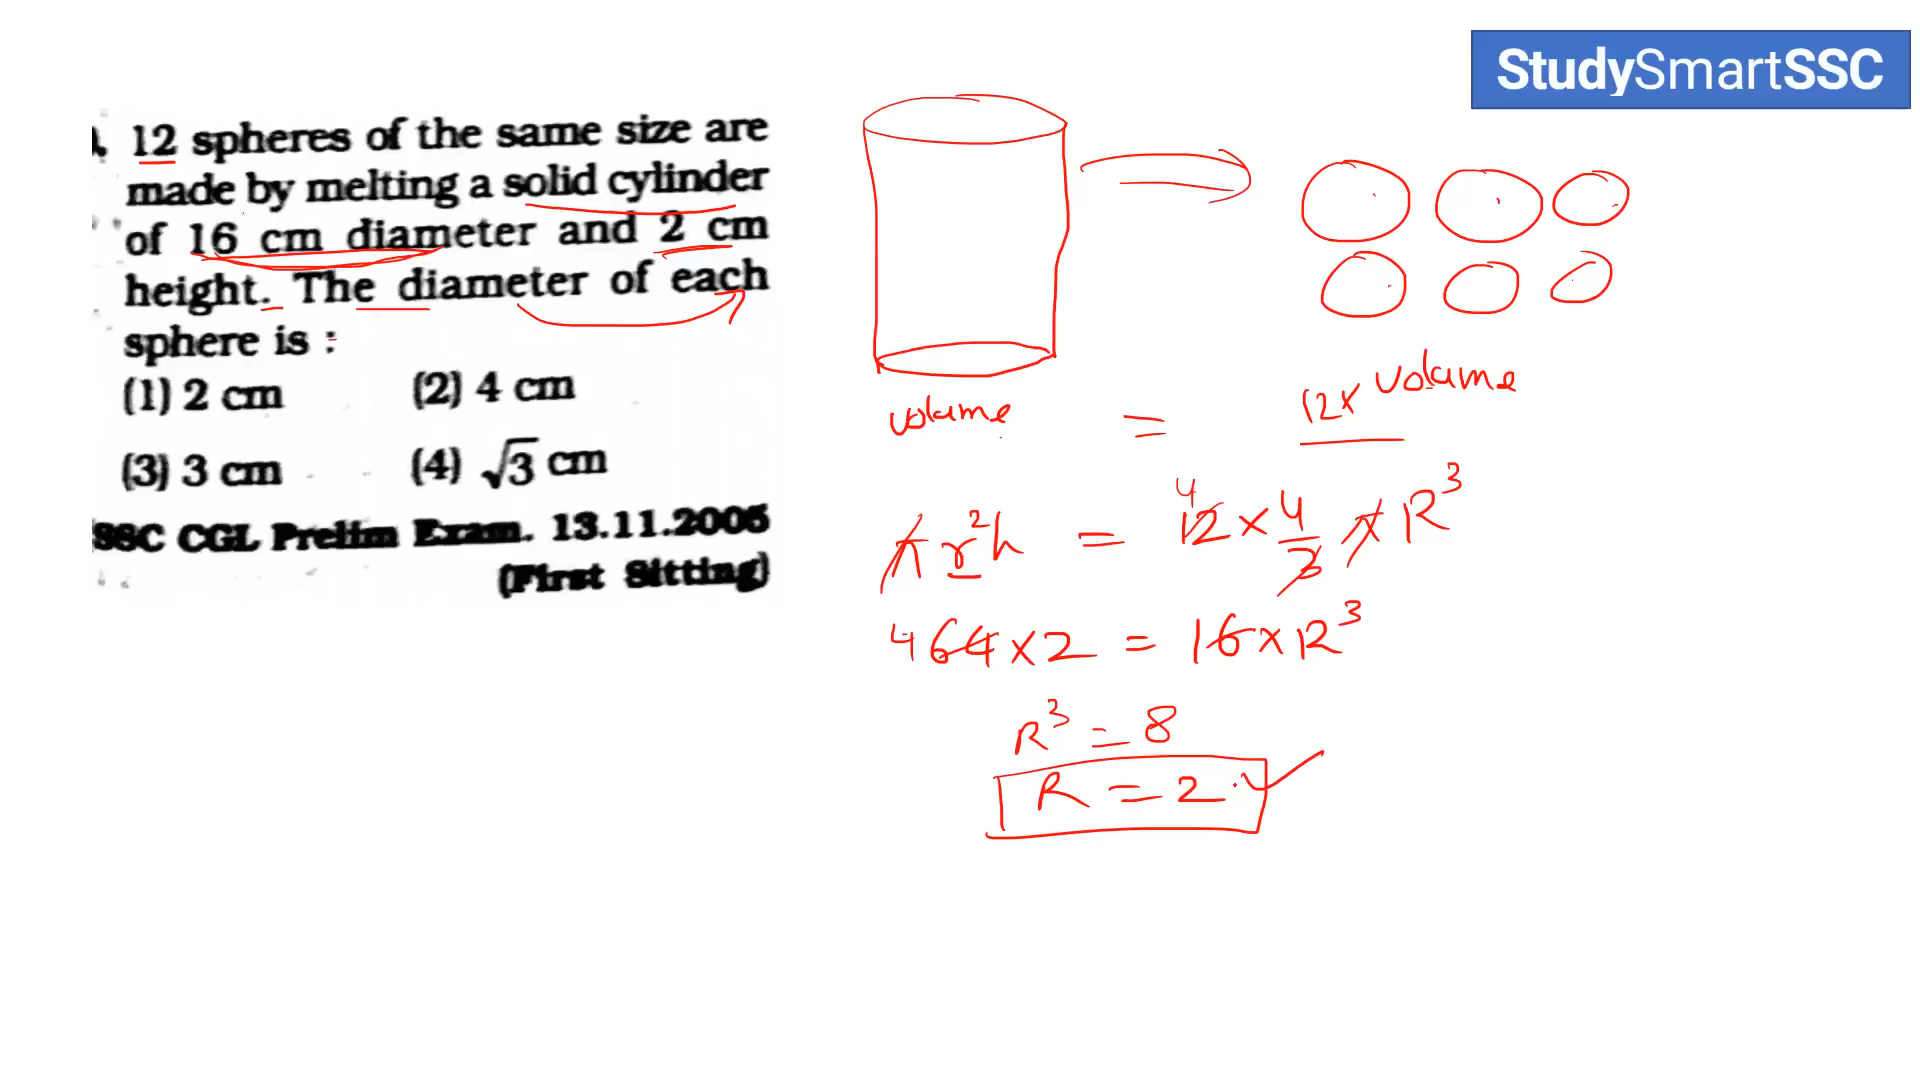 StudySmartSSC
12 spheres of the same size are
made by melting a solid cylinder
of 16 cm diameter and 2 cm
height. The diameter of each
sphere is :
(1) 2 cm (2) 4 cm
(3) 3 cm (4) √3 cm
SSC CGL Prelim Exam. 13.11.2005
(First Sitting)
volume = 12x volume
πr²h = 4 12 × 4/3 πR³
4 64 × 2 = 16 × R³
R³ = 8
R = 2.